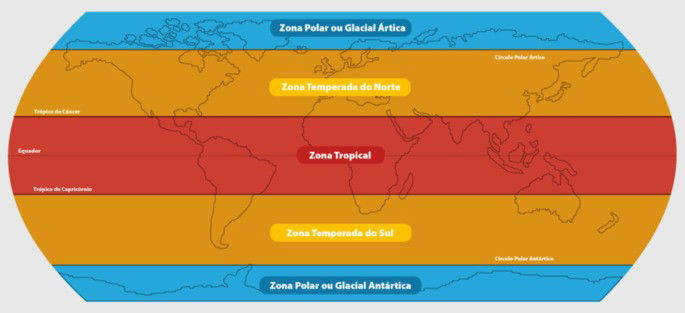 Zona Polar ou Glacial Ártica
Círculo Polar Ártico
Zona Temperada do Norte
Trópico de Câncer
Equador
Zona Tropical
Trópico de Capricórnio
Zona Temperada do Sul
Círculo Polar Antártico
Zona Polar ou Glacial Antártica